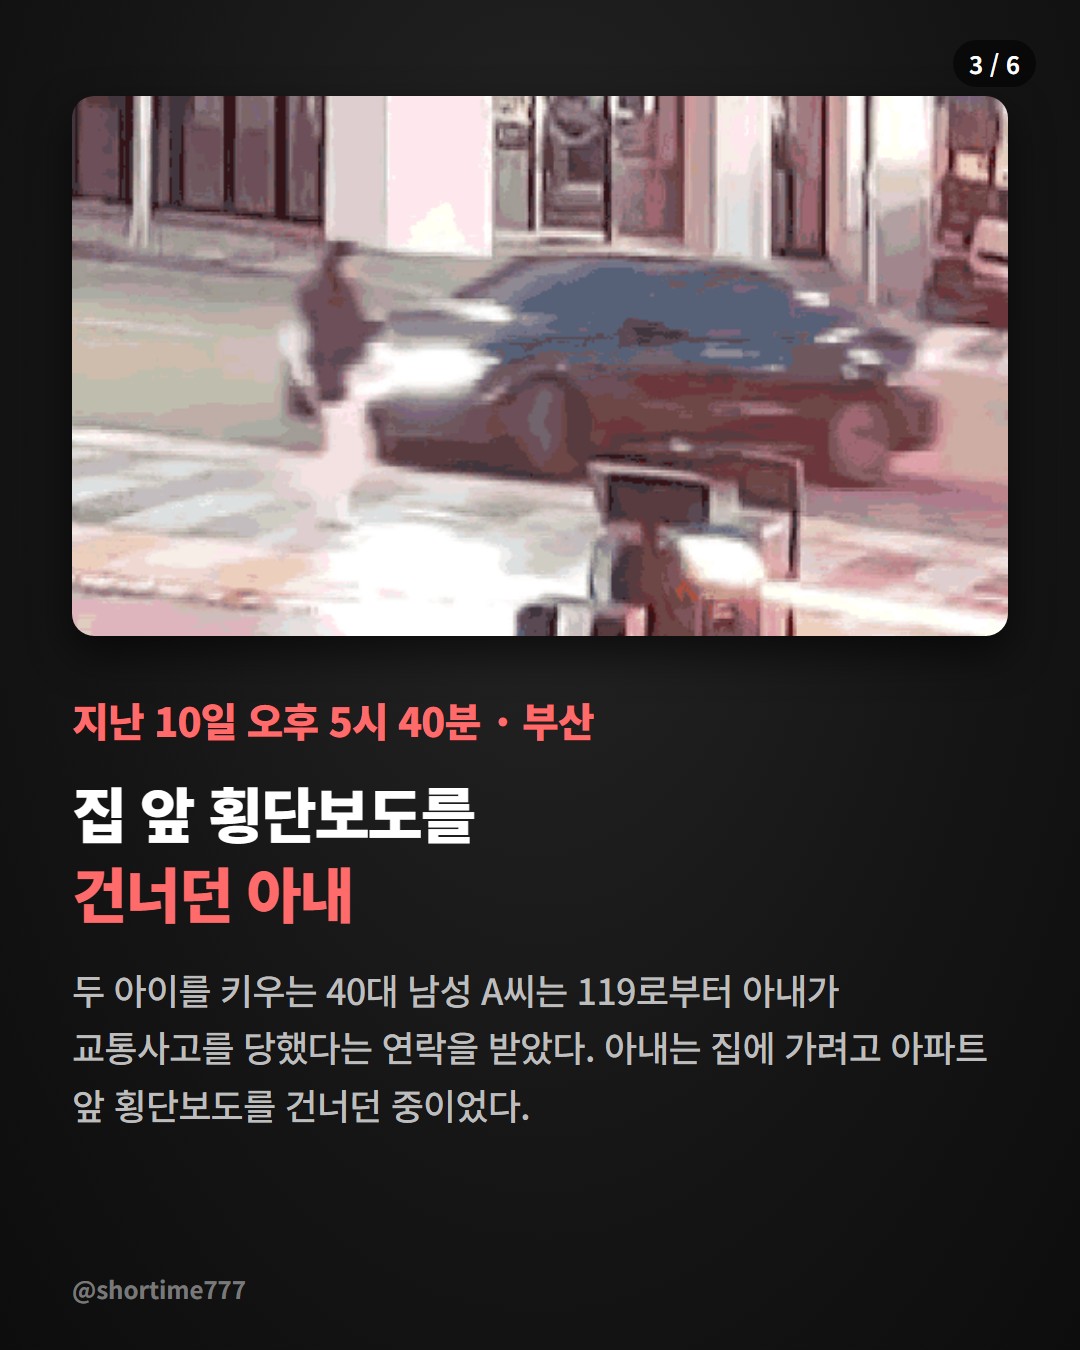 3 / 6
지난 10일 오후 5시 40분 · 부산
집 앞 횡단보도를
건너던 아내
두 아이를 키우는 40대 남성 A씨는 119로부터 아내가
교통사고를 당했다는 연락을 받았다. 아내는 집에 가려고 아파트
앞 횡단보도를 건너던 중이었다.
@shortime777